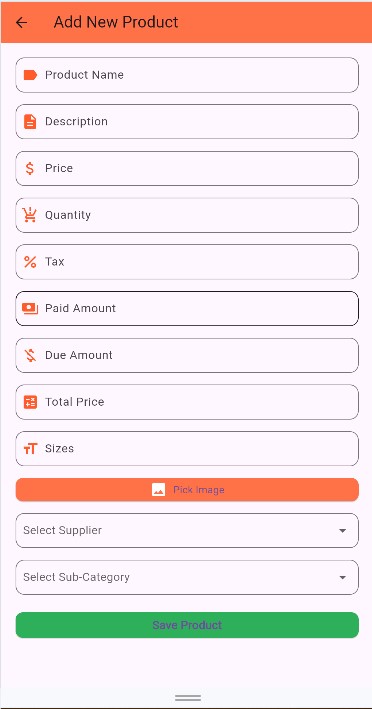 Add New Product
Product Name
Description
Price
Quantity
Tax
Paid Amount
Due Amount
Total Price
Sizes
Pick Image
Select Supplier
Select Sub-Category
Save Product